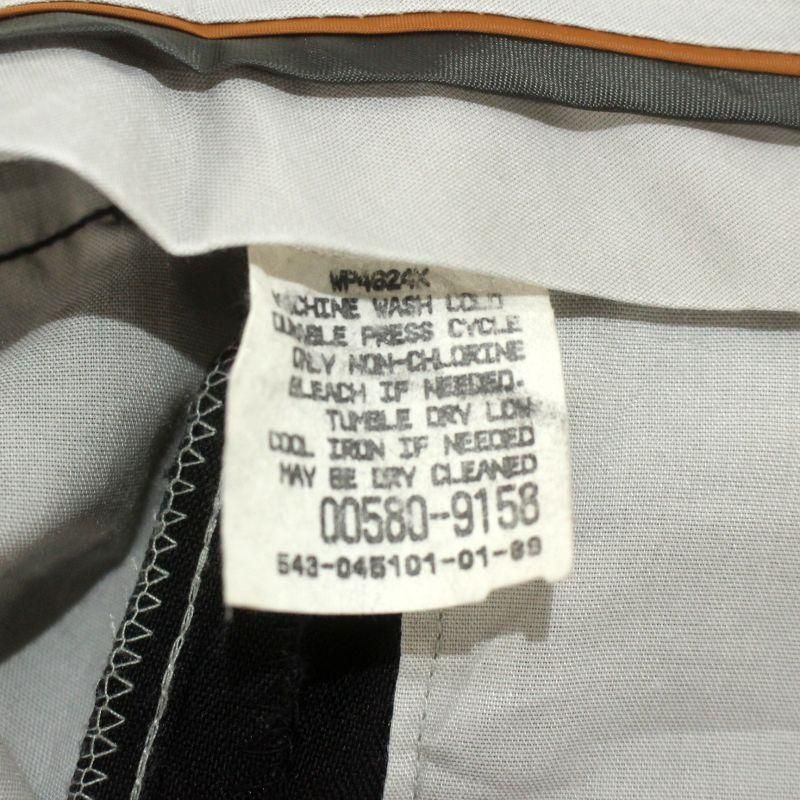 WP4624X
MACHINE WASH COLD
DURABLE PRESS CYCLE
ONLY NON-CHLORINE
BLEACH IF NEEDED.
TUMBLE DRY LOW
COOL IRON IF NEEDED
MAY BE DRY CLEANED
00580-9158
543-045101-01-89